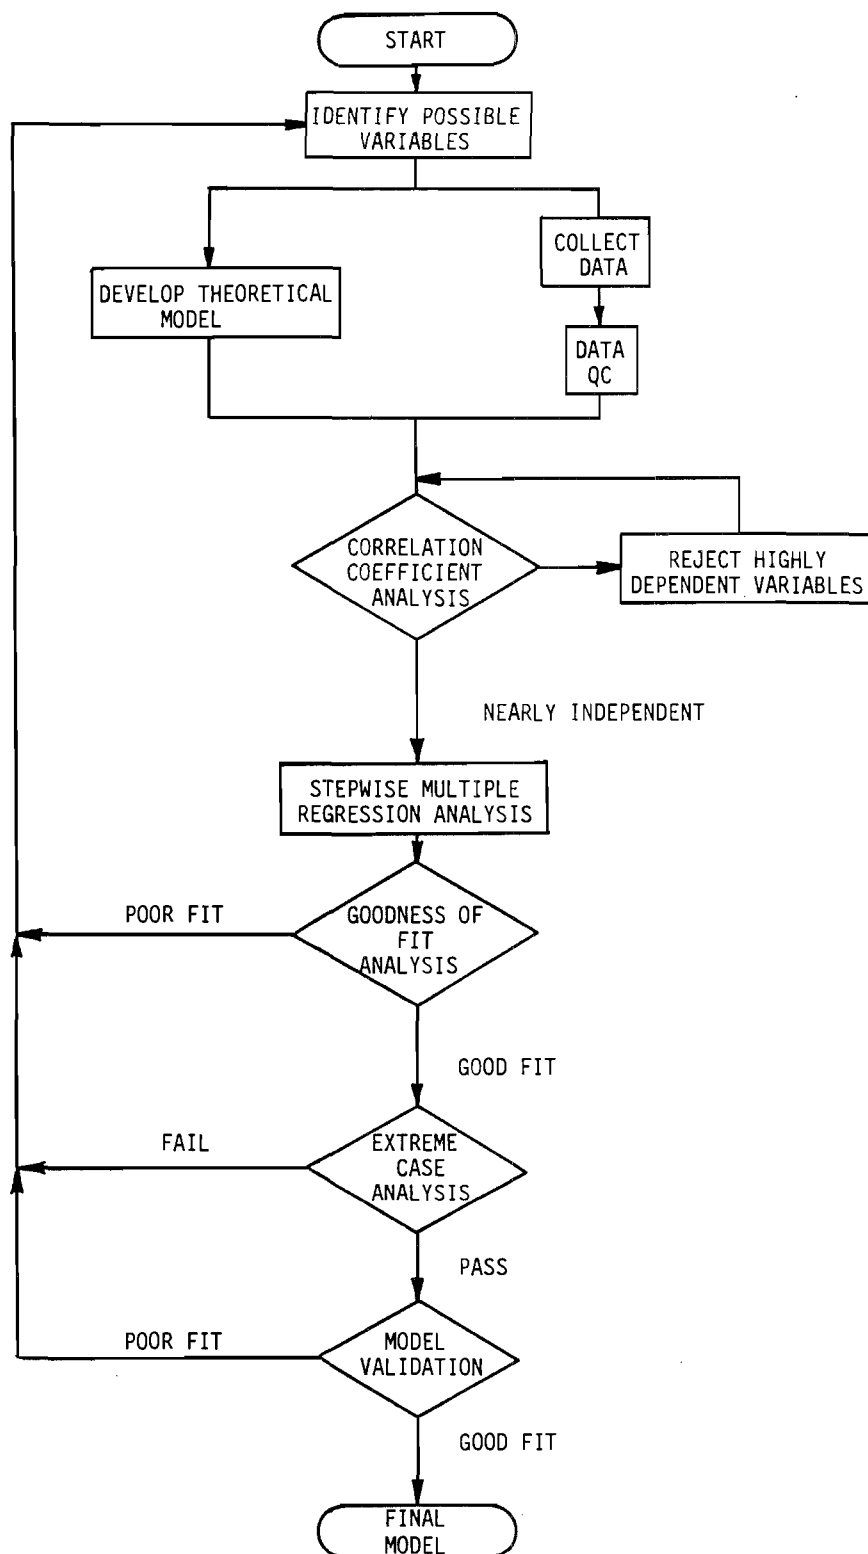 START
IDENTIFY POSSIBLE
VARIABLES
COLLECT
DATA
DEVELOP THEORETICAL
MODEL
DATA
QC
CORRELATION
COEFFICIENT
ANALYSIS
REJECT HIGHLY
DEPENDENT VARIABLES
NEARLY INDEPENDENT
STEPWISE MULTIPLE
REGRESSION ANALYSIS
POOR FIT
GOODNESS OF
FIT
ANALYSIS
GOOD FIT
FAIL
EXTREME
CASE
ANALYSIS
PASS
POOR FIT
MODEL
VALIDATION
GOOD FIT
FINAL
MODEL